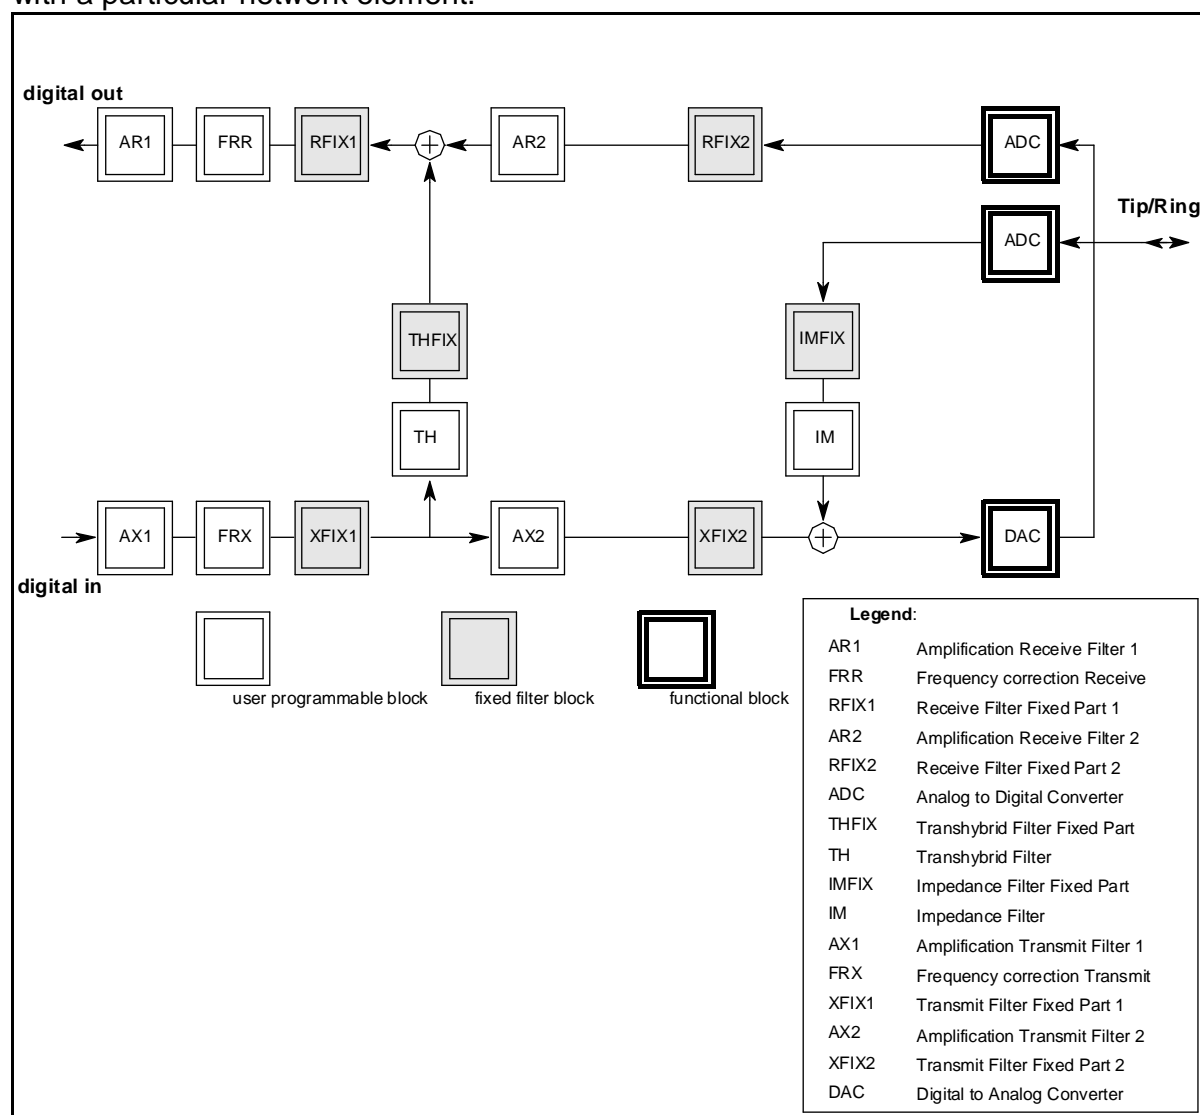 with a particular network element.
digital out
AR1 FRR RFIX1 + AR2 RFIX2 ADC
Tip/Ring
ADC
THFIX IMFIX
TH IM
AX1 FRX XFIX1 AX2 XFIX2 + DAC
digital in
user programmable block fixed filter block functional block
Legend:
AR1 Amplification Receive Filter 1
FRR Frequency correction Receive
RFIX1 Receive Filter Fixed Part 1
AR2 Amplification Receive Filter 2
RFIX2 Receive Filter Fixed Part 2
ADC Analog to Digital Converter
THFIX Transhybrid Filter Fixed Part
TH Transhybrid Filter
IMFIX Impedance Filter Fixed Part
IM Impedance Filter
AX1 Amplification Transmit Filter 1
FRX Frequency correction Transmit
XFIX1 Transmit Filter Fixed Part 1
AX2 Amplification Transmit Filter 2
XFIX2 Transmit Filter Fixed Part 2
DAC Digital to Analog Converter